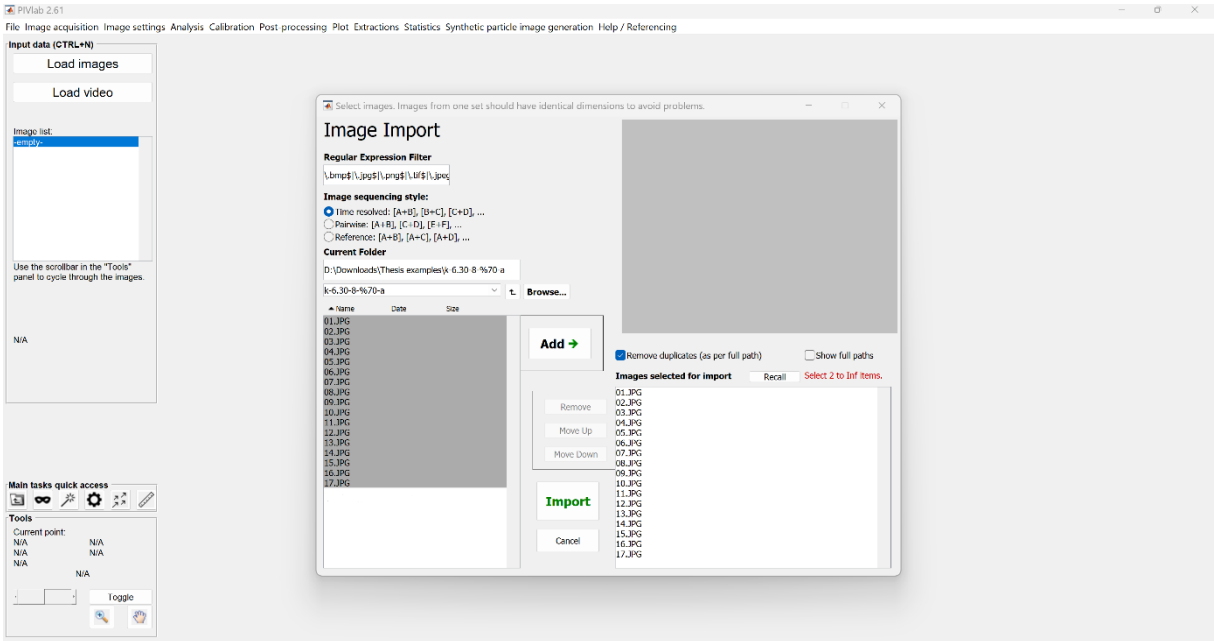 PIVlab 2.61
File Image acquisition Image settings Analysis Calibration Post-processing Plot Extractions Statistics Synthetic particle image generation Help / Referencing
Input data (CTRL+N)
Load images
Load video
Image list:
-empty-
Use the scrollbar in the "Tools"
panel to cycle through the images.
N/A
Main tasks quick access
Tools
Current point:
N/A N/A
N/A N/A
N/A
N/A
Toggle
Select images. Images from one set should have identical dimensions to avoid problems.
Image Import
Regular Expression Filter
\.bmp$|\.jpg$|\.png$|\.tif$|\.jpeg
Image sequencing style:
Time resolved: [A+B], [B+C], [C+D], ...
Pairwise: [A+B], [C+D], [E+F], ...
Reference: [A+B], [A+C], [A+D], ...
Current Folder
D:\Downloads\Thesis examples\k 6.30-8-%70 a
k-6.30-8-%70-a
Browse...
Name Date Size
01.JPG
02.JPG
03.JPG
04.JPG
05.JPG
06.JPG
07.JPG
08.JPG
09.JPG
10.JPG
11.JPG
12.JPG
13.JPG
14.JPG
15.JPG
16.JPG
17.JPG
Add
Remove
Move Up
Move Down
Import
Cancel
Remove duplicates (as per full path) Show full paths
Images selected for import Recall Select 2 to Inf items.
01.JPG
02.JPG
03.JPG
04.JPG
05.JPG
06.JPG
07.JPG
08.JPG
09.JPG
10.JPG
11.JPG
12.JPG
13.JPG
14.JPG
15.JPG
16.JPG
17.JPG